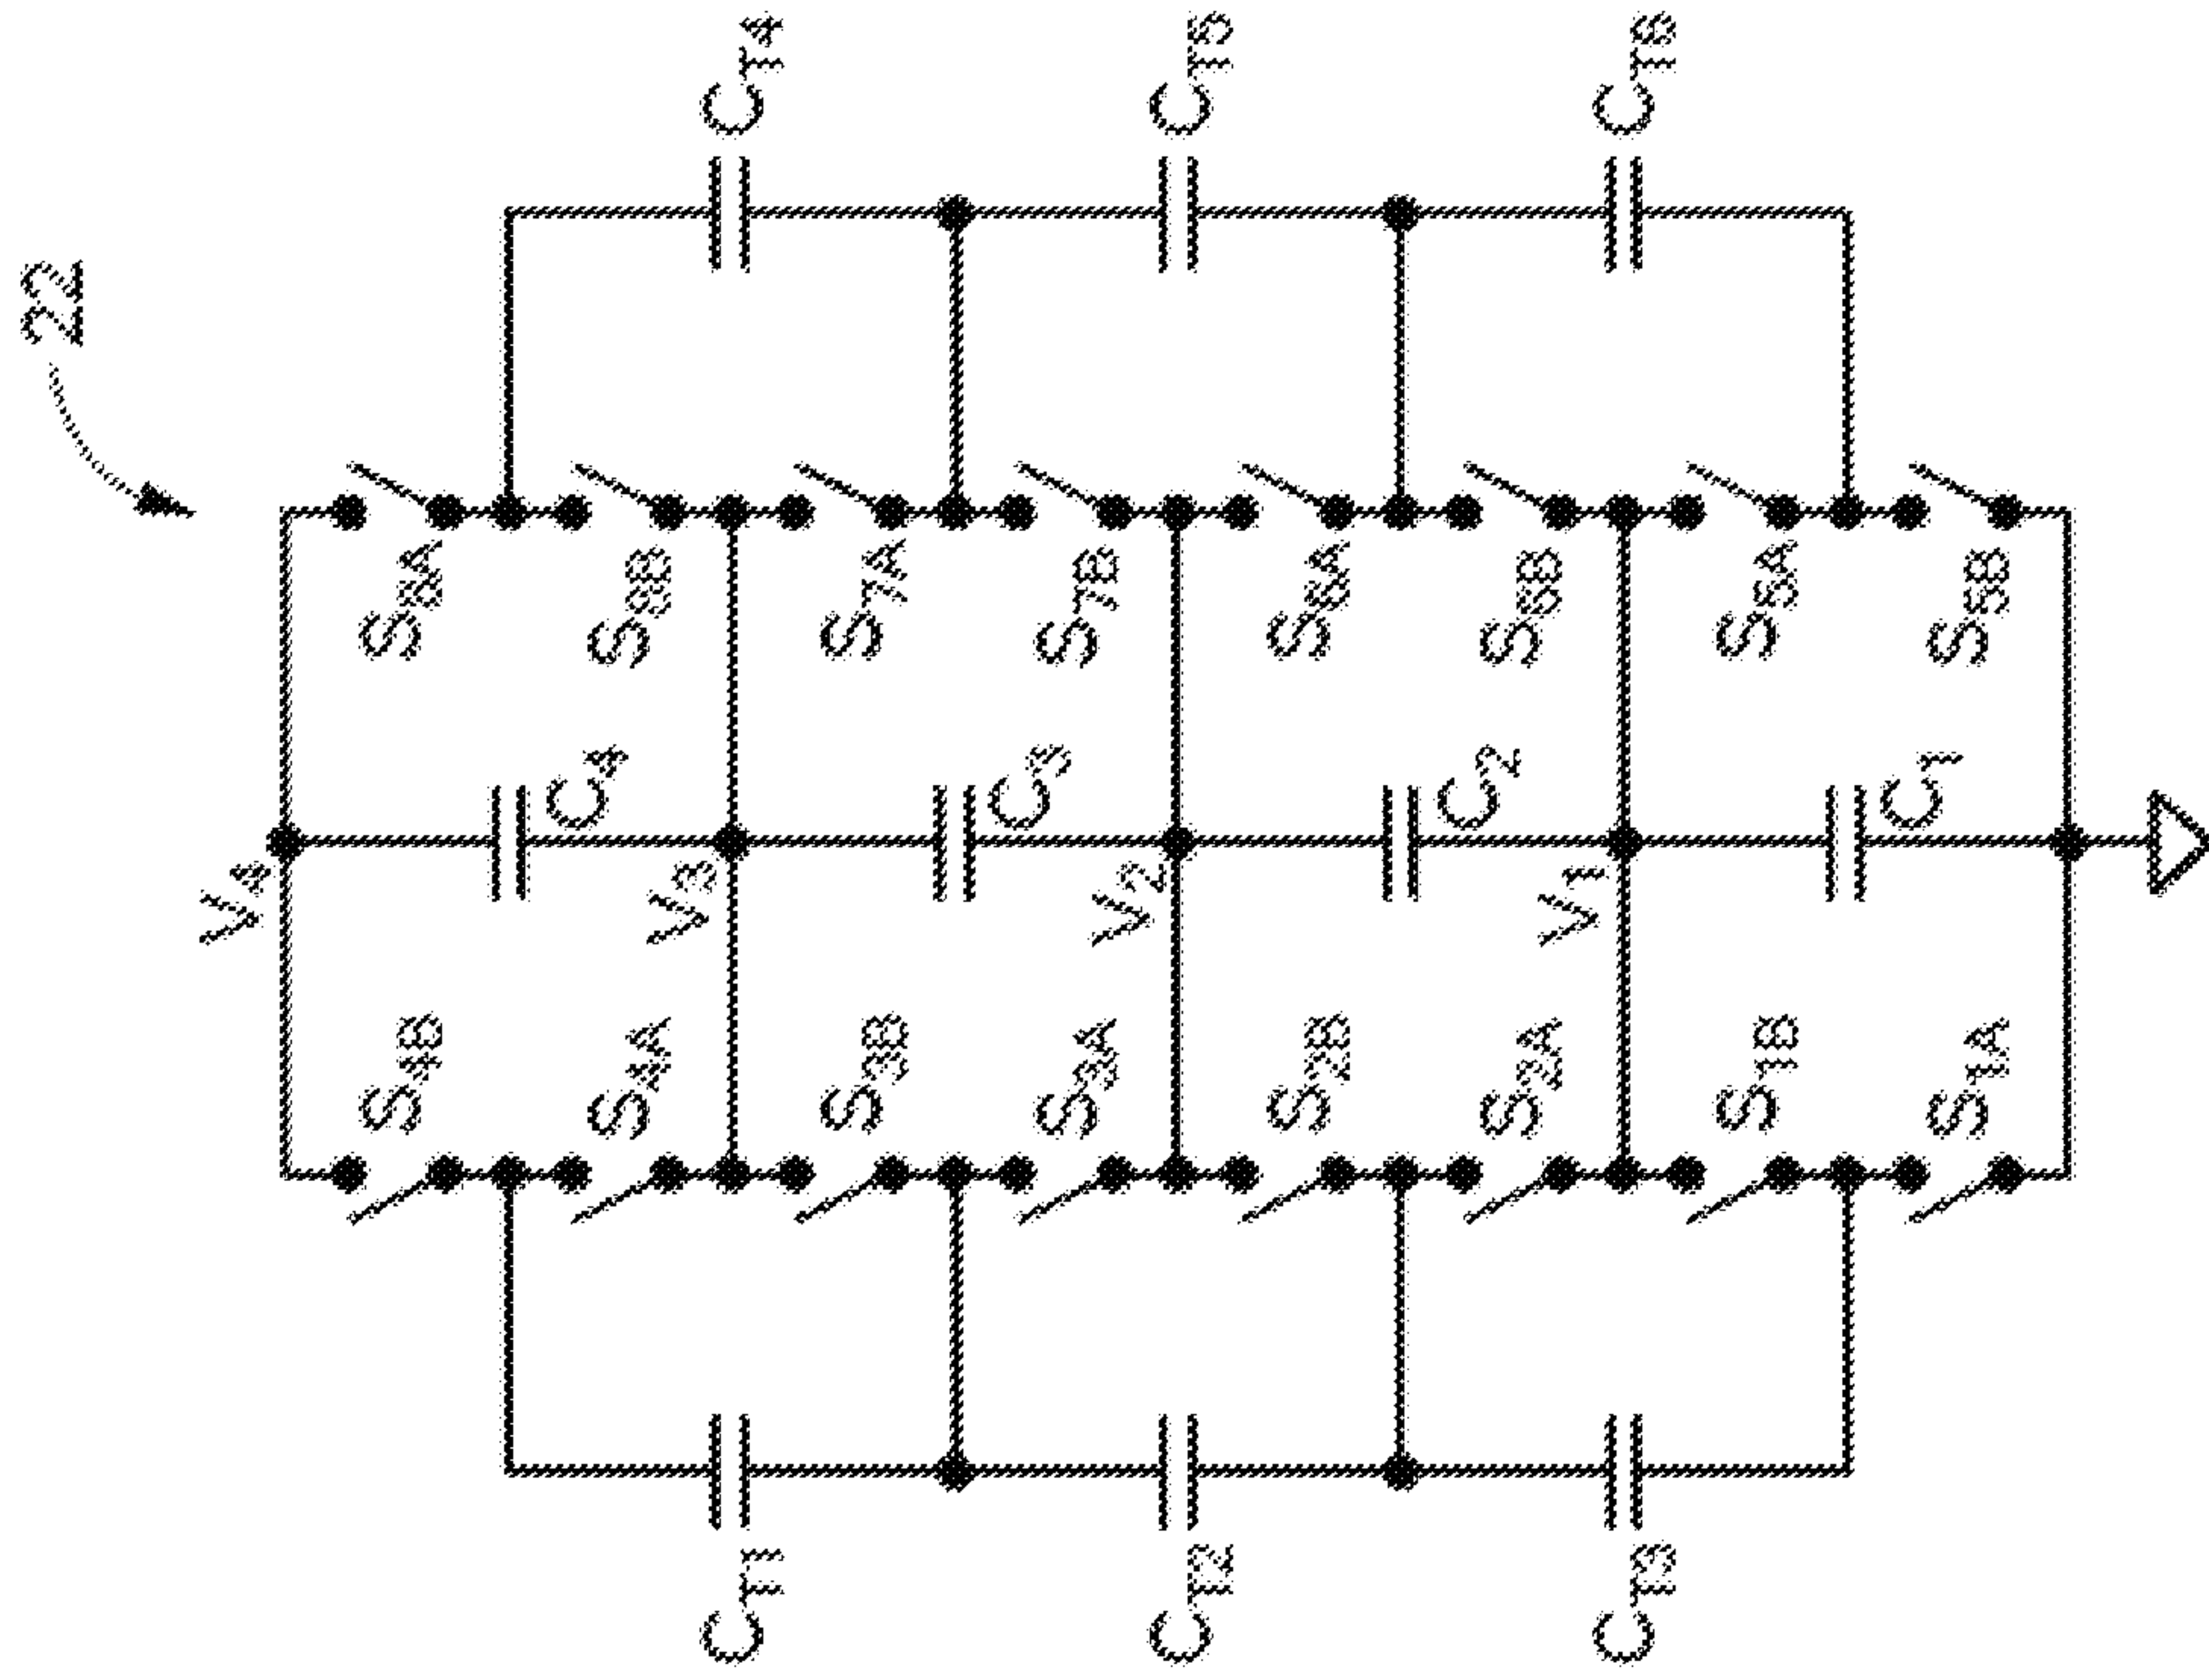 22
V4
S4B
S8A
S4A
C4
S8B
V3
CT1
CT4
S3B
S7A
S3A
C3
S7B
V2
CT2
CT5
S2B
S6A
S2A
C2
S6B
V1
CT3
CT6
S1B
S5A
S1A
C1
S5B